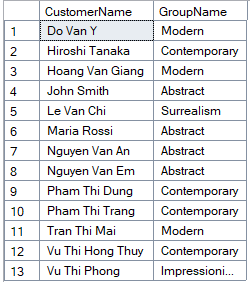 CustomerName GroupName
1 Do Van Y Modern
2 Hiroshi Tanaka Contemporary
3 Hoang Van Giang Modern
4 John Smith Abstract
5 Le Van Chi Surrealism
6 Maria Rossi Abstract
7 Nguyen Van An Abstract
8 Nguyen Van Em Abstract
9 Pham Thi Dung Contemporary
10 Pham Thi Trang Contemporary
11 Tran Thi Mai Modern
12 Vu Thi Hong Thuy Contemporary
13 Vu Thi Phong Impressioni...